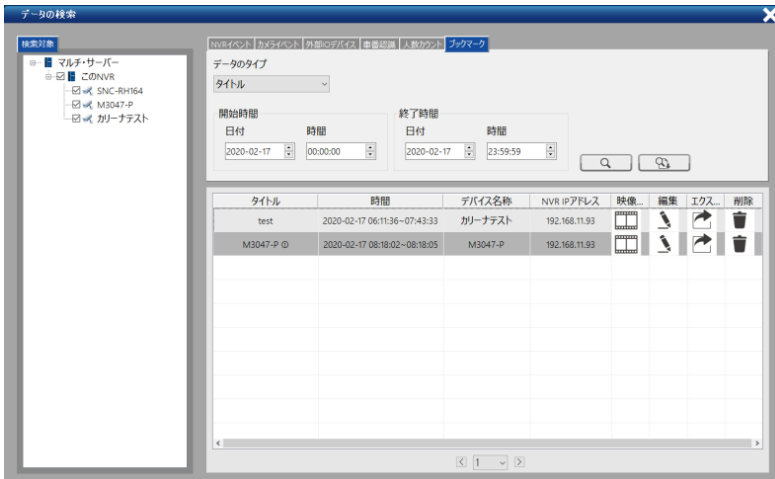 データの検索
検索対象
マルチ・サーバー
このNVR
SNC-RH164
M3047-P
カリーナテスト
NVRイベント カメライベント 外部IOデバイス 車番認識 人数カウント ブックマーク
データのタイプ
タイトル
開始時間 終了時間
日付 時間 日付 時間
2020-02-17 00:00:00 2020-02-17 23:59:59
タイトル 時間 デバイス名称 NVR IPアドレス 映像... 編集 エクス... 削除
test 2020-02-17 06:11:36~07:43:33 カリーナテスト 192.168.11.93
M3047-P ① 2020-02-17 08:18:02~08:18:05 M3047-P 192.168.11.93
1